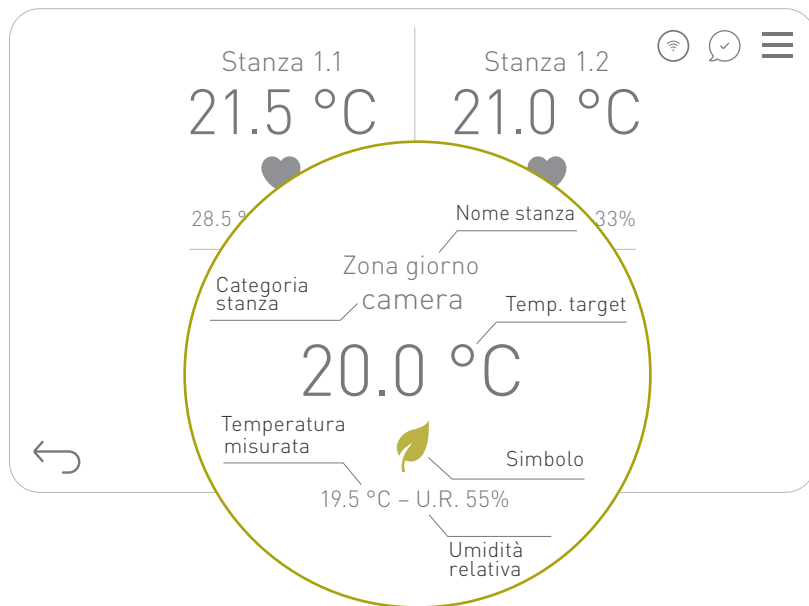 Stanza 1.1
Stanza 1.2
21.5 °C
21.0 °C
28.5 °
33%
Nome stanza
Zona giorno
Categoria
stanza
camera
Temp. target
20.0 °C
Temperatura
misurata
Simbolo
19.5 °C – U.R. 55%
Umidità
relativa